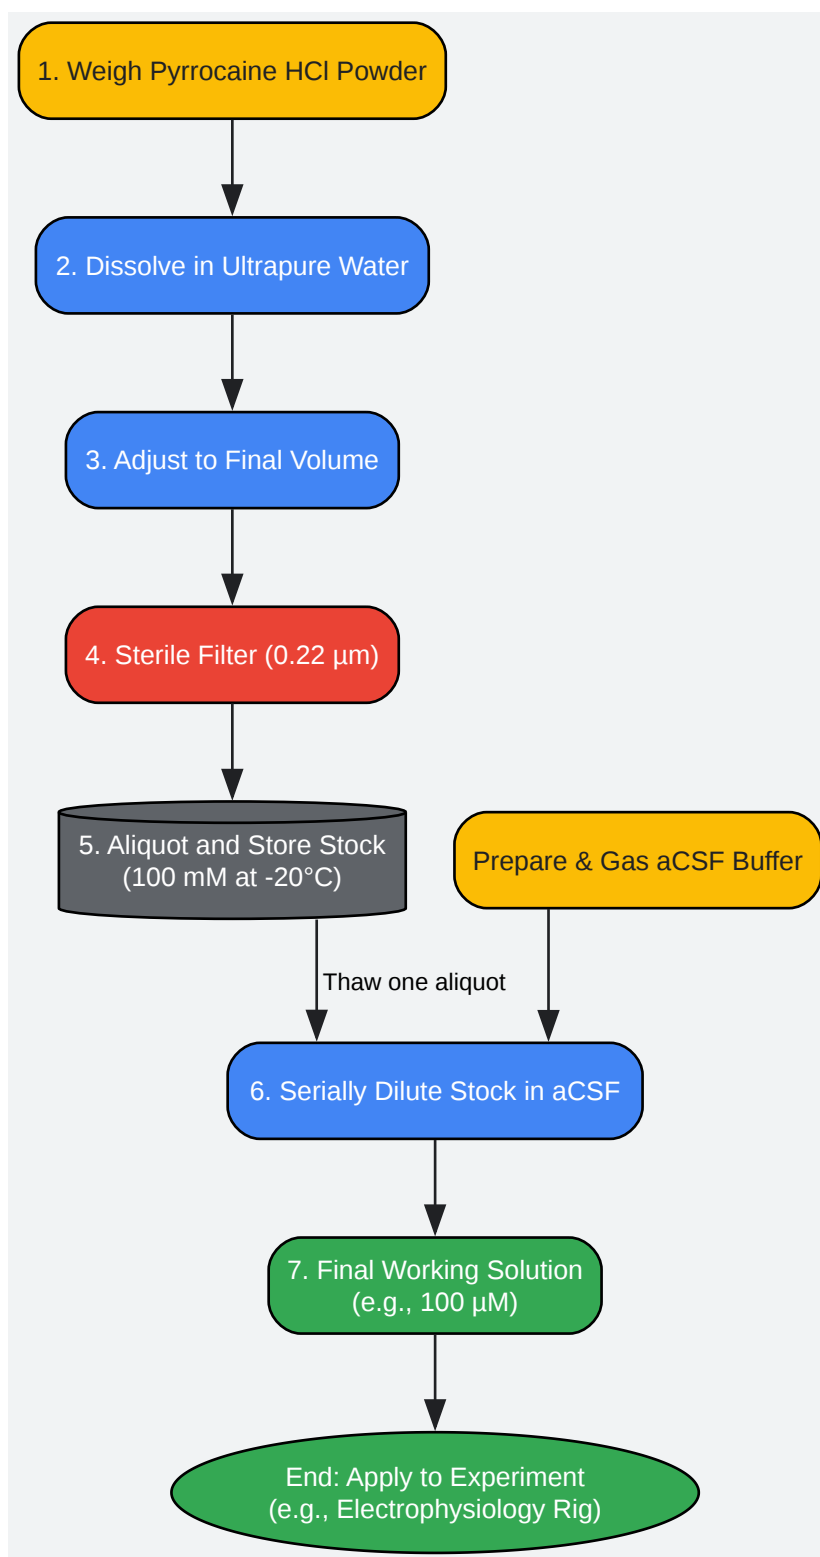 1. Weigh Pyrrocaine HCl Powder
2. Dissolve in Ultrapure Water
3. Adjust to Final Volume
4. Sterile Filter (0.22 µm)
5. Aliquot and Store Stock
(100 mM at -20°C)
Prepare & Gas aCSF Buffer
Thaw one aliquot
6. Serially Dilute Stock in aCSF
7. Final Working Solution
(e.g., 100 µM)
End: Apply to Experiment
(e.g., Electrophysiology Rig)